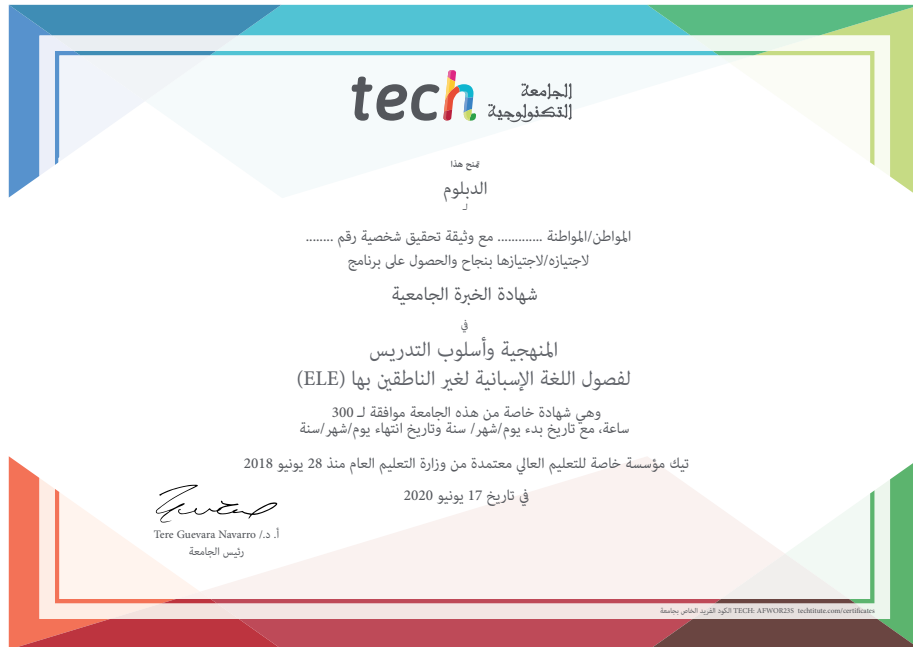 tech الجامعة
التكنولوجية
تمنح هذا
الدبلوم
لـ
المواطن/المواطنة ............. مع وثيقة تحقيق شخصية رقم ........
لاجتيازه/لاجتيازها بنجاح والحصول على برنامج
شهادة الخبرة الجامعية
في
المنهجية وأسلوب التدريس
لفصول اللغة الإسبانية لغير الناطقين بها (ELE)
وهي شهادة خاصة من هذه الجامعة موافقة لـ 300
ساعة، مع تاريخ بدء يوم/شهر/ سنة وتاريخ انتهاء يوم/شهر/سنة
تيك مؤسسة خاصة للتعليم العالي معتمدة من وزارة التعليم العام منذ 28 يونيو 2018
في تاريخ 17 يونيو 2020
أ. د./ Tere Guevara Navarro
رئيس الجامعة
الكود الفريد الخاص بجامعة TECH: AFWOR23S techtitute.com/certificates